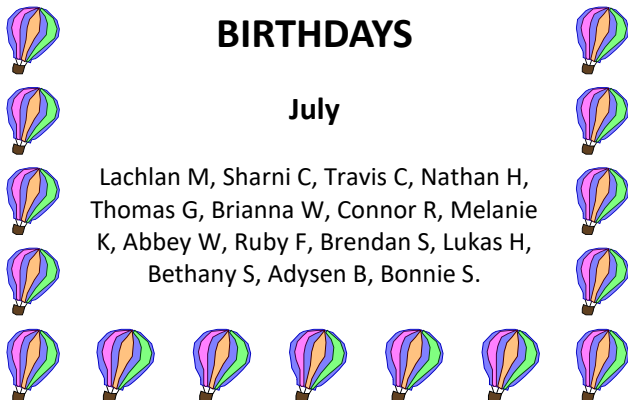 BIRTHDAYS
July
Lachlan M, Sharni C, Travis C, Nathan H,
Thomas G, Brianna W, Connor R, Melanie
K, Abbey W, Ruby F, Brendan S, Lukas H,
Bethany S, Adysen B, Bonnie S.